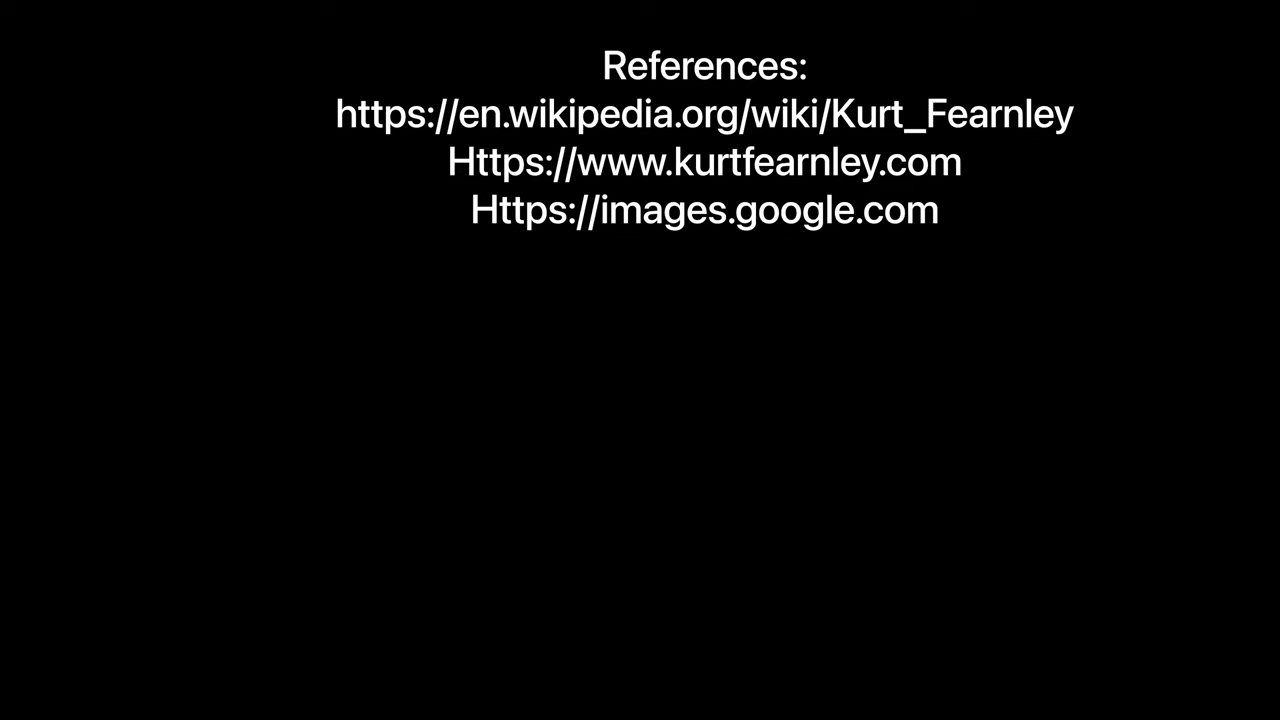 References:
https://en.wikipedia.org/wiki/Kurt_Fearnley
Https://www.kurtfearnley.com
Https://images.google.com